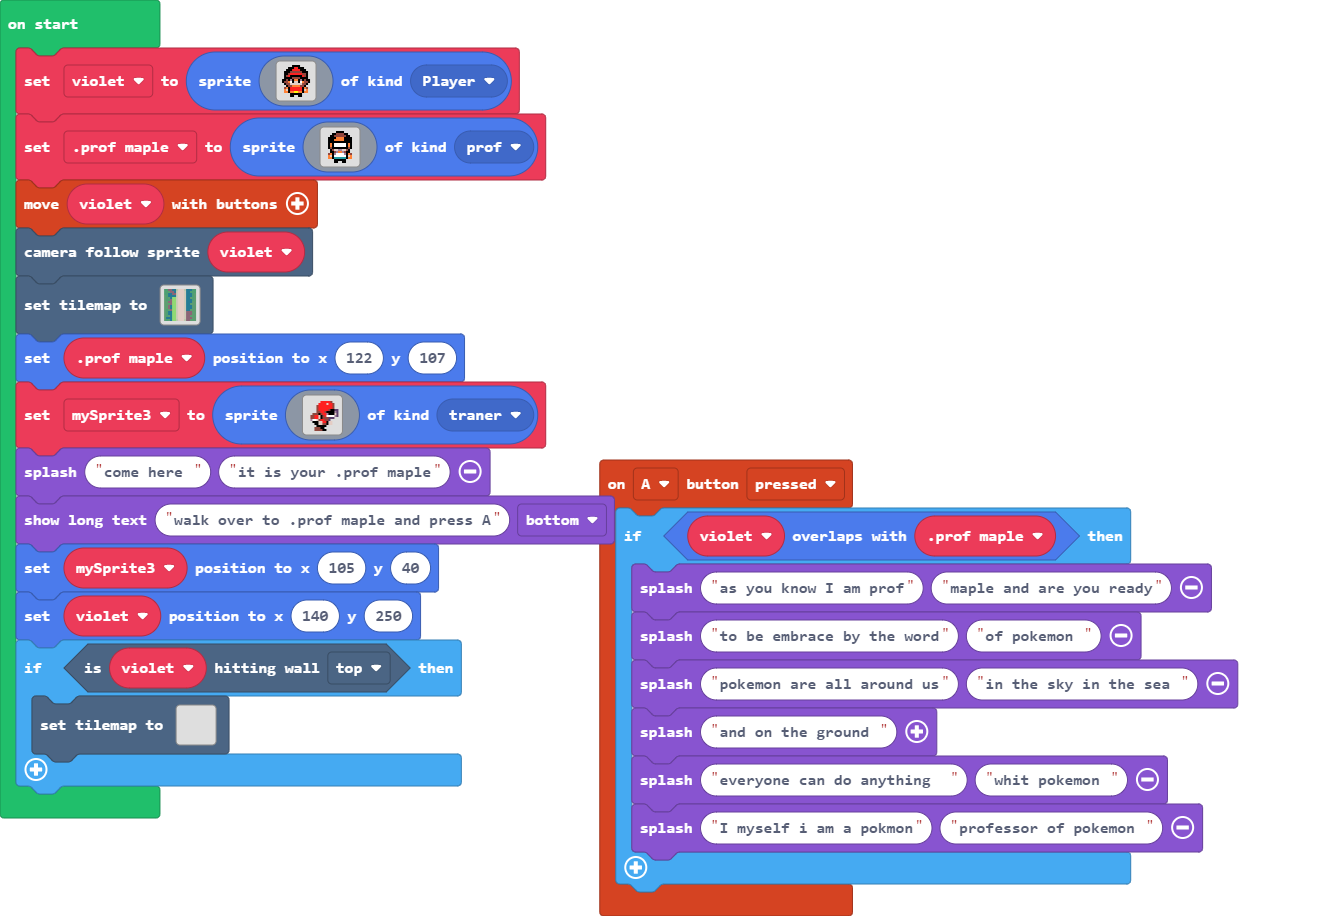 on start
set violet to sprite of kind Player
set .prof maple to sprite of kind prof
move violet with buttons
camera follow sprite violet
set tilemap to
set .prof maple position to x 122 y 107
set mySprite3 to sprite of kind traner
splash "come here " "it is your .prof maple"
show long text "walk over to .prof maple and press A" bottom
set mySprite3 position to x 105 y 40
set violet position to x 140 y 250
if is violet hitting wall top then
set tilemap to
on A button pressed
if violet overlaps with .prof maple then
splash "as you know I am prof" "maple and are you ready"
splash "to be embrace by the word" "of pokemon "
splash "pokemon are all around us" "in the sky in the sea "
splash "and on the ground "
splash "everyone can do anything  " "whit pokemon "
splash "I myself i am a pokmon" "professor of pokemon "